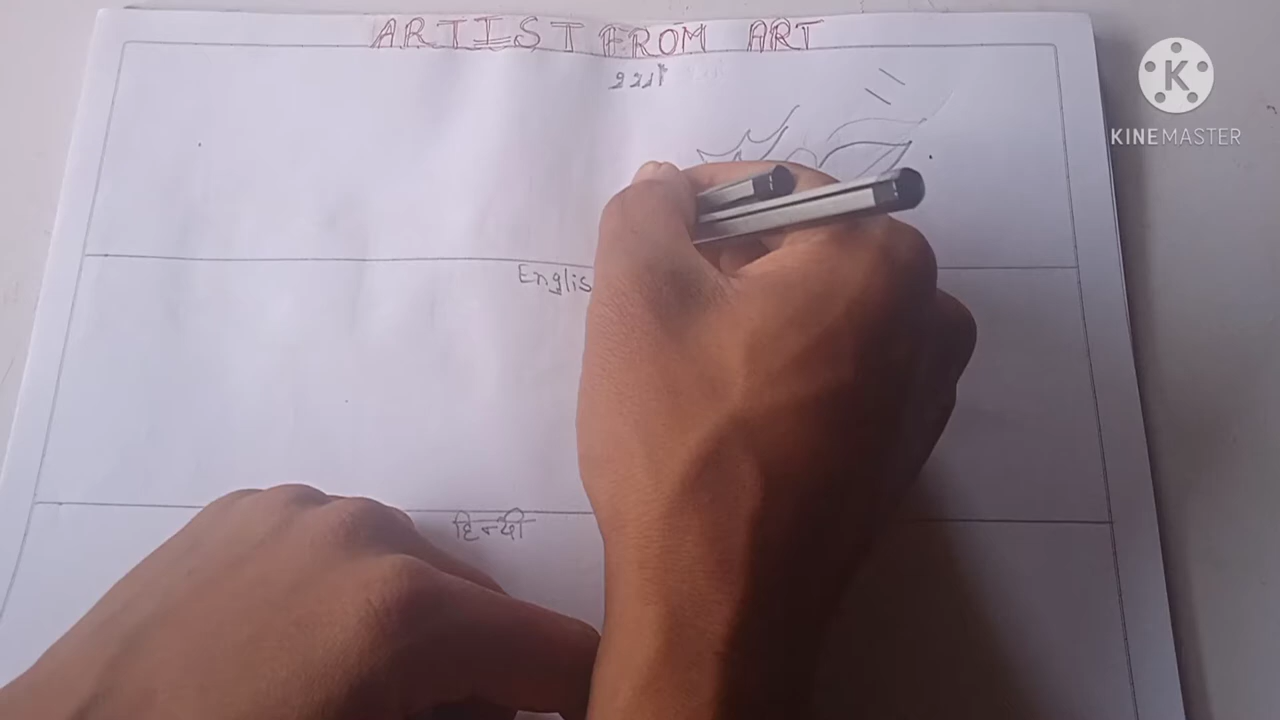 ARTIST FROM ART
K
KINEMASTER
Englis
हिन्दी